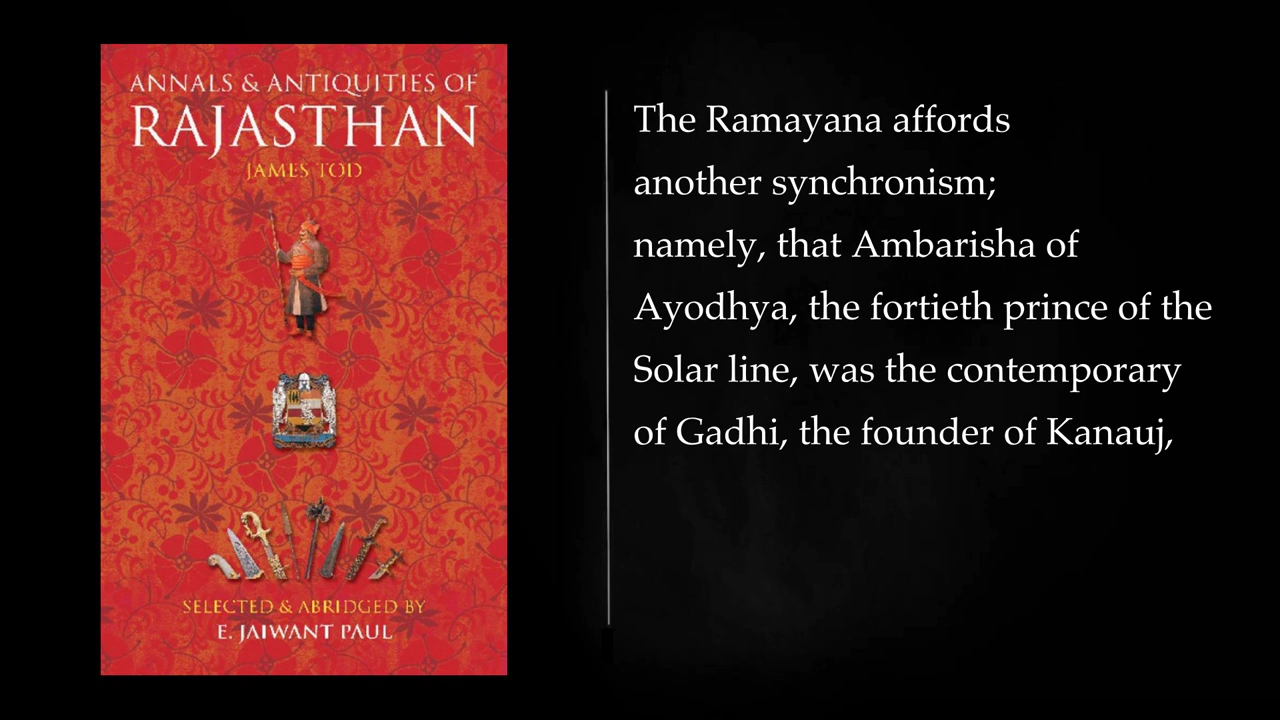 ANNALS & ANTIQUITIES OF
RAJASTHAN
JAMES TOD
SELECTED & ABRIDGED BY
E. JAIWANT PAUL
The Ramayana affords
another synchronism;
namely, that Ambarisha of
Ayodhya, the fortieth prince of the
Solar line, was the contemporary
of Gadhi, the founder of Kanauj,